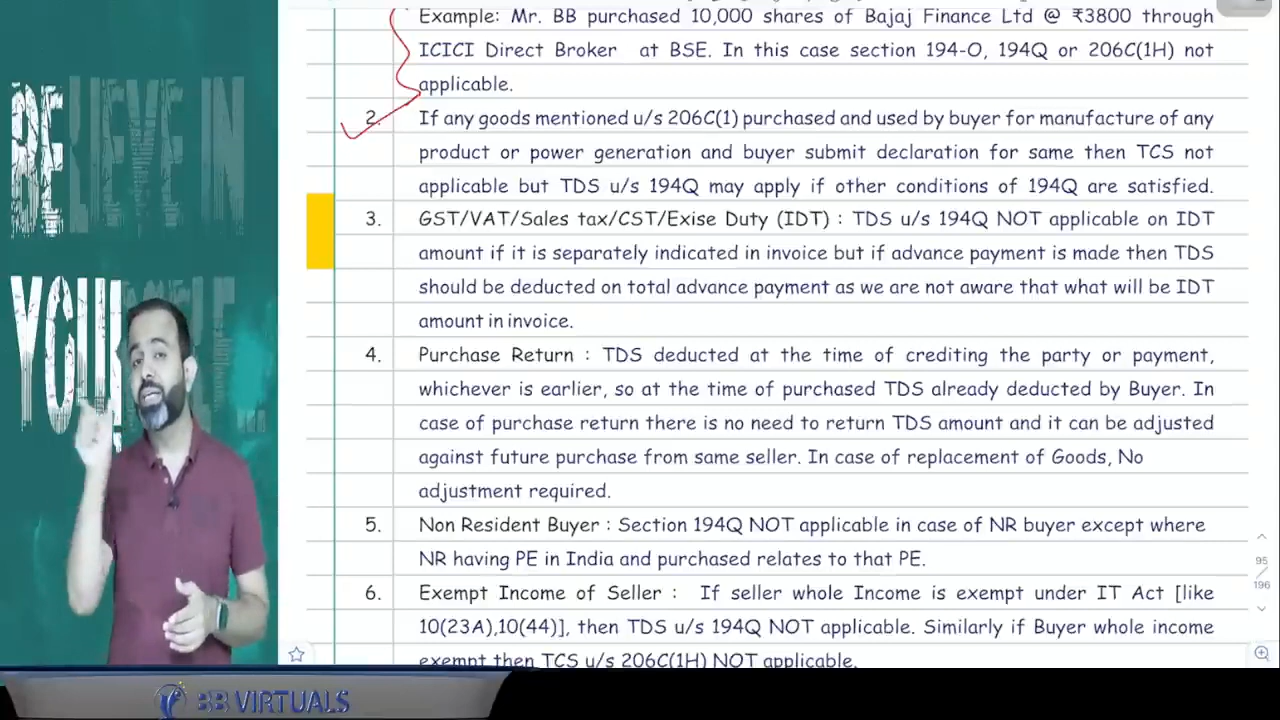 BELIEVE IN
YOU
Example: Mr. BB purchased 10,000 shares of Bajaj Finance Ltd @ ₹3800 through
ICICI Direct Broker at BSE. In this case section 194-O, 194Q or 206C(1H) not
applicable.
2. If any goods mentioned u/s 206C(1) purchased and used by buyer for manufacture of any
product or power generation and buyer submit declaration for same then TCS not
applicable but TDS u/s 194Q may apply if other conditions of 194Q are satisfied.
3. GST/VAT/Sales tax/CST/Exise Duty (IDT) : TDS u/s 194Q NOT applicable on IDT
amount if it is separately indicated in invoice but if advance payment is made then TDS
should be deducted on total advance payment as we are not aware that what will be IDT
amount in invoice.
4. Purchase Return : TDS deducted at the time of crediting the party or payment,
whichever is earlier, so at the time of purchased TDS already deducted by Buyer. In
case of purchase return there is no need to return TDS amount and it can be adjusted
against future purchase from same seller. In case of replacement of Goods, No
adjustment required.
5. Non Resident Buyer : Section 194Q NOT applicable in case of NR buyer except where
NR having PE in India and purchased relates to that PE.
6. Exempt Income of Seller : If seller whole Income is exempt under IT Act [like
10(23A),10(44)], then TDS u/s 194Q NOT applicable. Similarly if Buyer whole income
exempt then TCS u/s 206C(1H) NOT applicable.
95
196
BB VIRTUALS